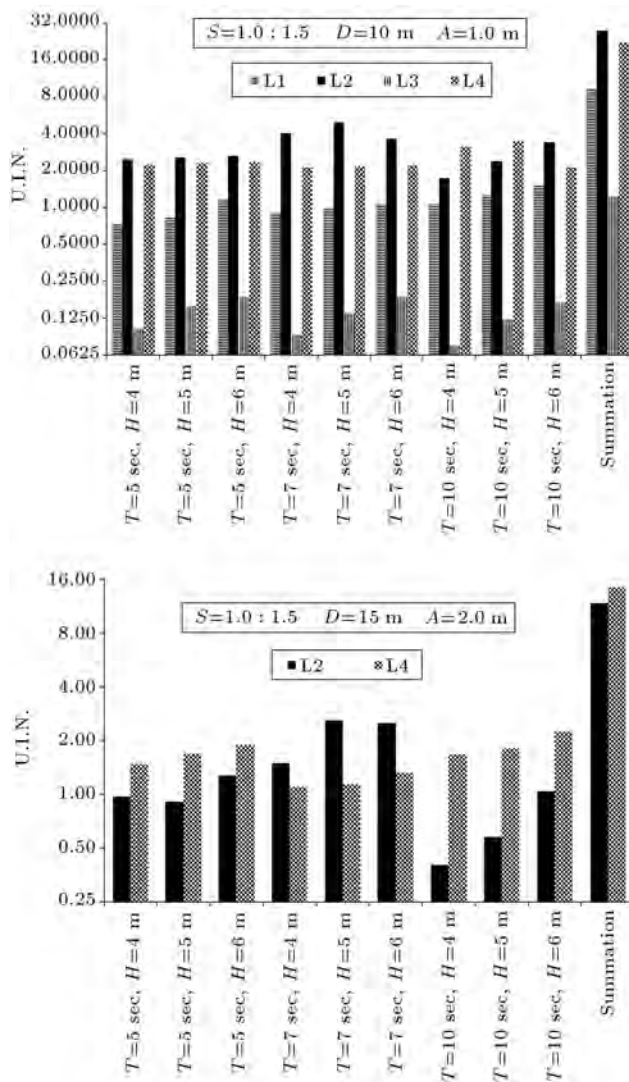 S=1.0 : 1.5 D=10 m A=1.0 m
L1 L2 L3 L4
U.I.N.
32.0000
16.0000
8.0000
4.0000
2.0000
1.0000
0.5000
0.2500
0.1250
0.0625
T=5 sec, H=4 m
T=5 sec, H=5 m
T=5 sec, H=6 m
T=7 sec, H=4 m
T=7 sec, H=5 m
T=7 sec, H=6 m
T=10 sec, H=4 m
T=10 sec, H=5 m
T=10 sec, H=6 m
Summation
S=1.0 : 1.5 D=15 m A=2.0 m
L2 L4
U.I.N.
16.00
8.00
4.00
2.00
1.00
0.50
0.25
T=5 sec, H=4 m
T=5 sec, H=5 m
T=5 sec, H=6 m
T=7 sec, H=4 m
T=7 sec, H=5 m
T=7 sec, H=6 m
T=10 sec, H=4 m
T=10 sec, H=5 m
T=10 sec, H=6 m
Summation